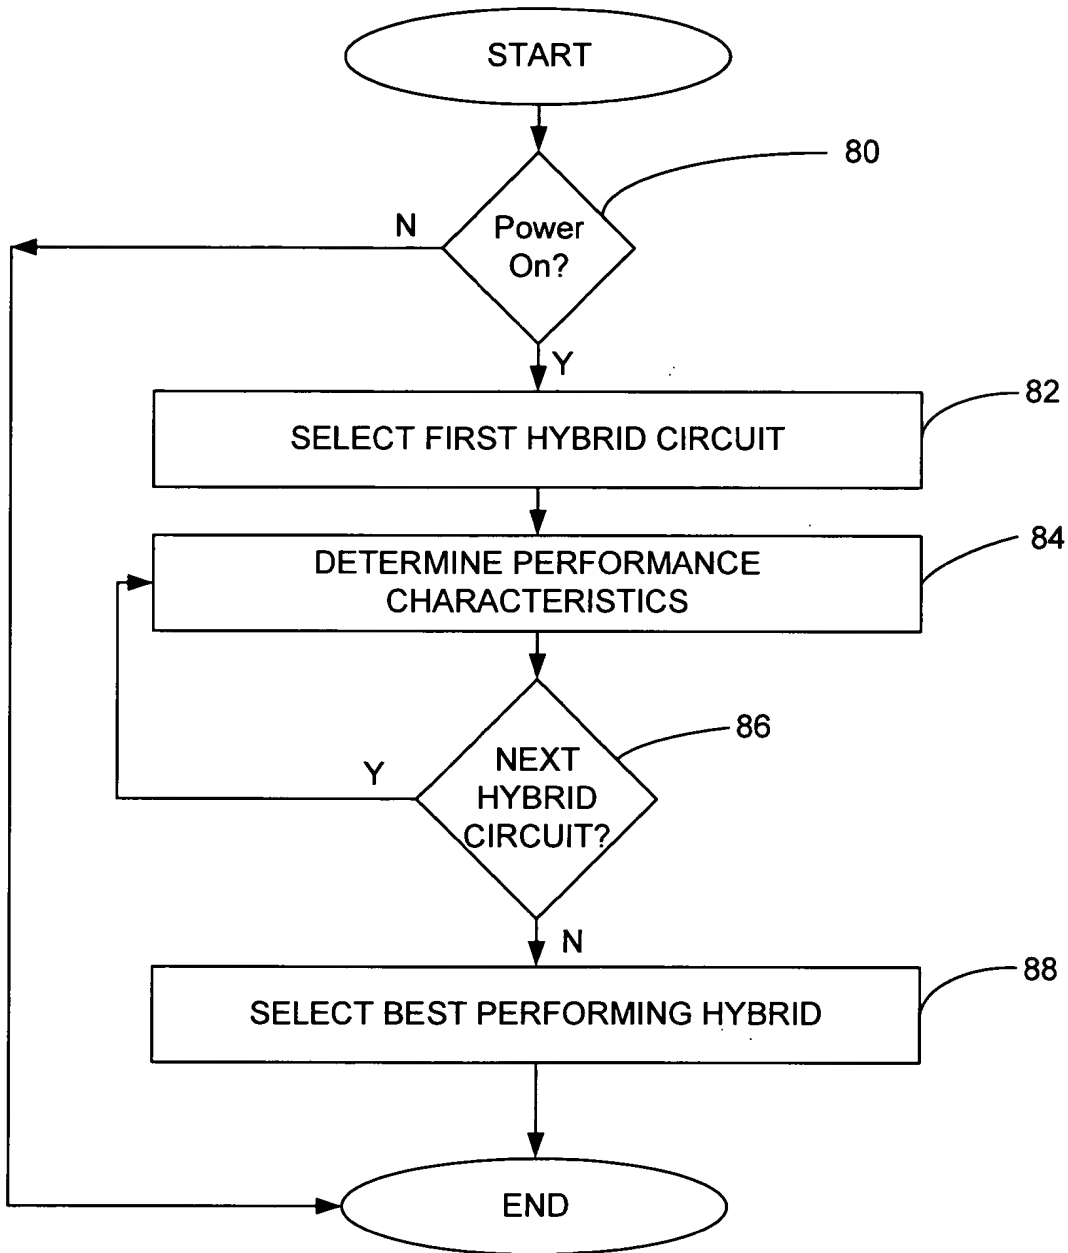 START
80
N
Power
On?
Y
82
SELECT FIRST HYBRID CIRCUIT
84
DETERMINE PERFORMANCE
CHARACTERISTICS
86
Y
NEXT
HYBRID
CIRCUIT?
N
88
SELECT BEST PERFORMING HYBRID
END